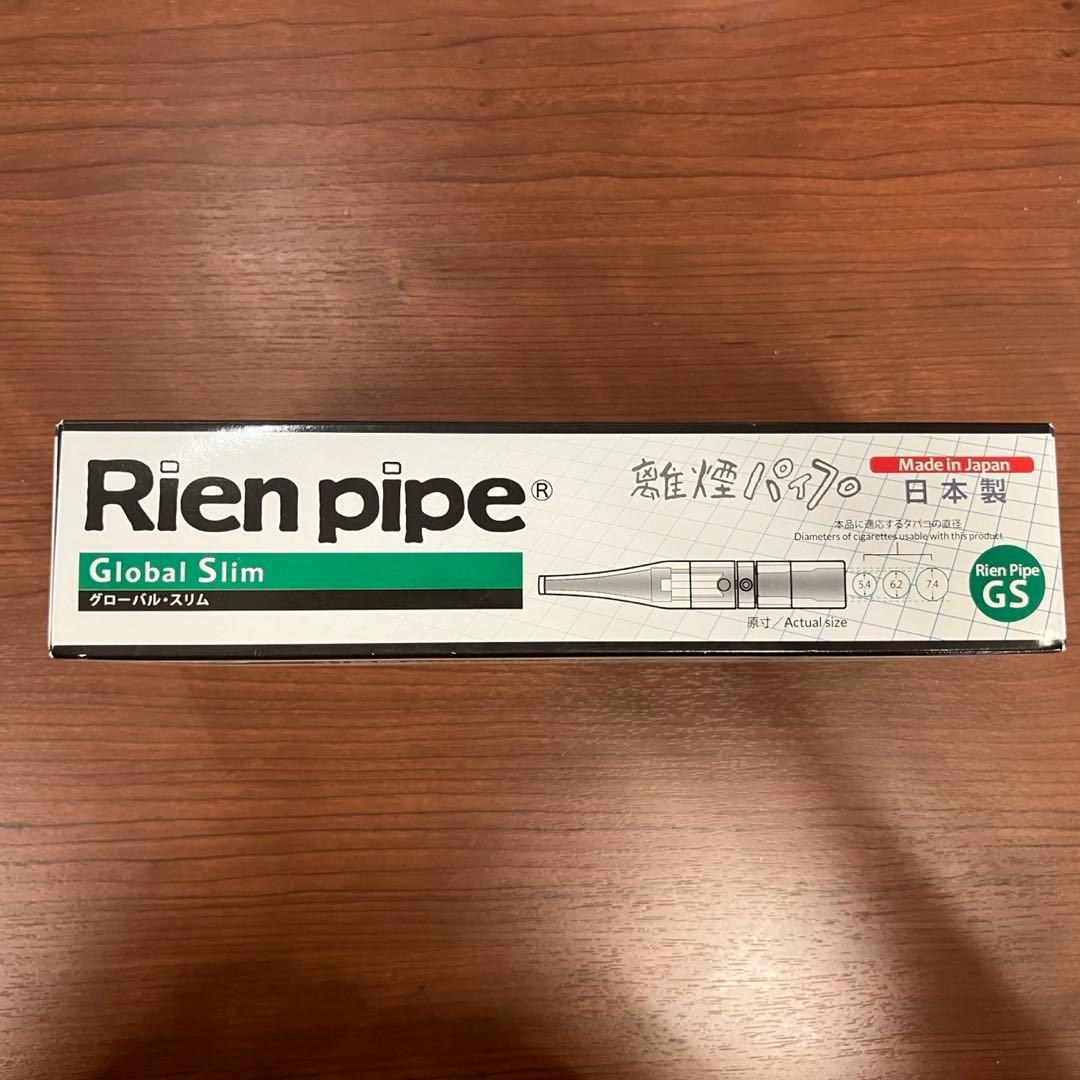 Rien pipe®
Global Slim
グローバル・スリム
離煙パイプ
Made in Japan
日本製
本品に適応するタバコの直径
Diameters of cigarettes usable with this product
5.4 6.2 7.4
原寸／Actual size
Rien Pipe
GS